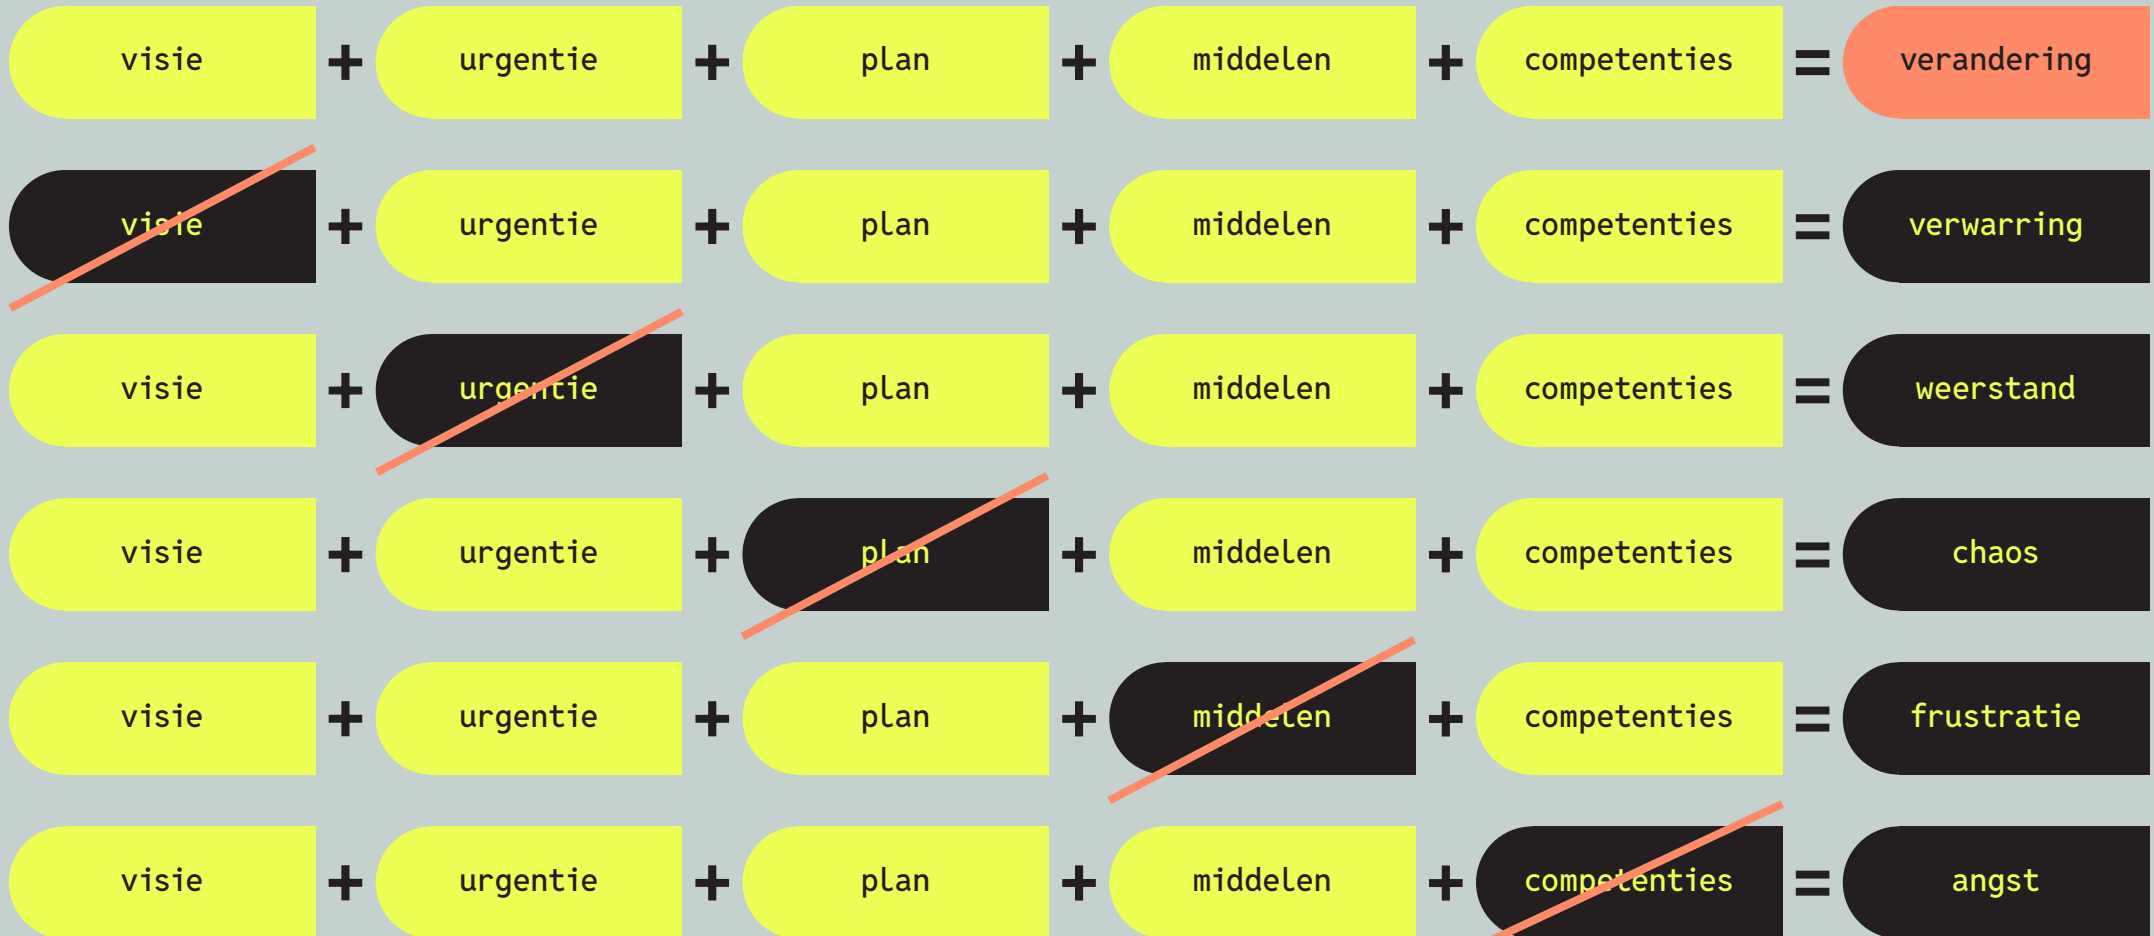 visie + urgentie + plan + middelen + competenties = verandering
visie + urgentie + plan + middelen + competenties = verwarring
visie + urgentie + plan + middelen + competenties = weerstand
visie + urgentie + plan + middelen + competenties = chaos
visie + urgentie + plan + middelen + competenties = frustratie
visie + urgentie + plan + middelen + competenties = angst